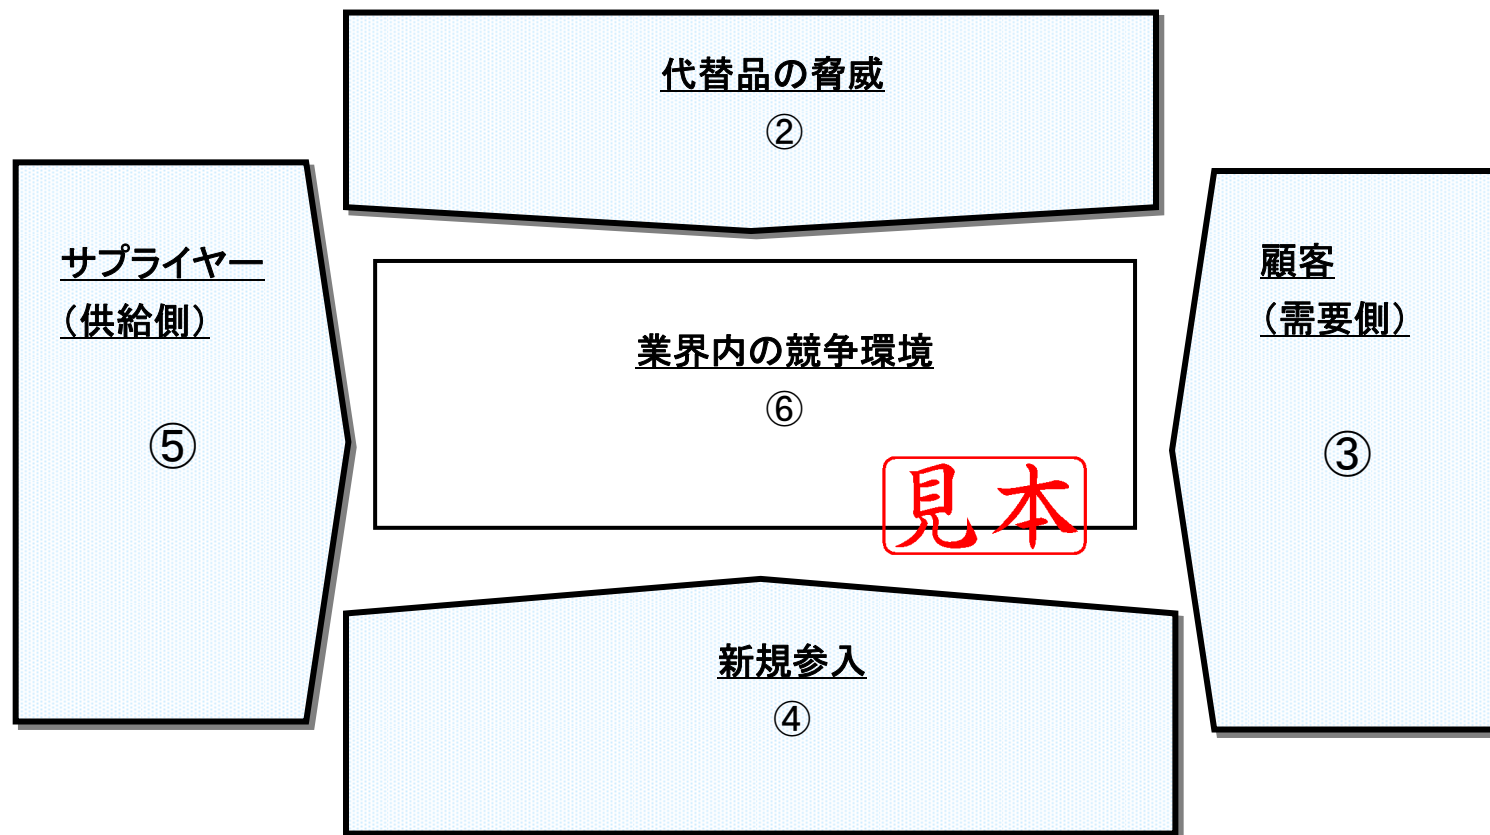 代替品の脅威
②
サプライヤー
（供給側）
⑤
業界内の競争環境
⑥
見本
顧客
（需要側）
③
新規参入
④